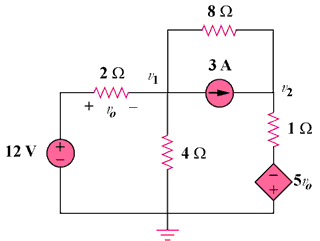 8 Ω
2 Ω v₁ 3 A v₂
+ vₒ −
1 Ω
12 V + − 4 Ω − + 5vₒ